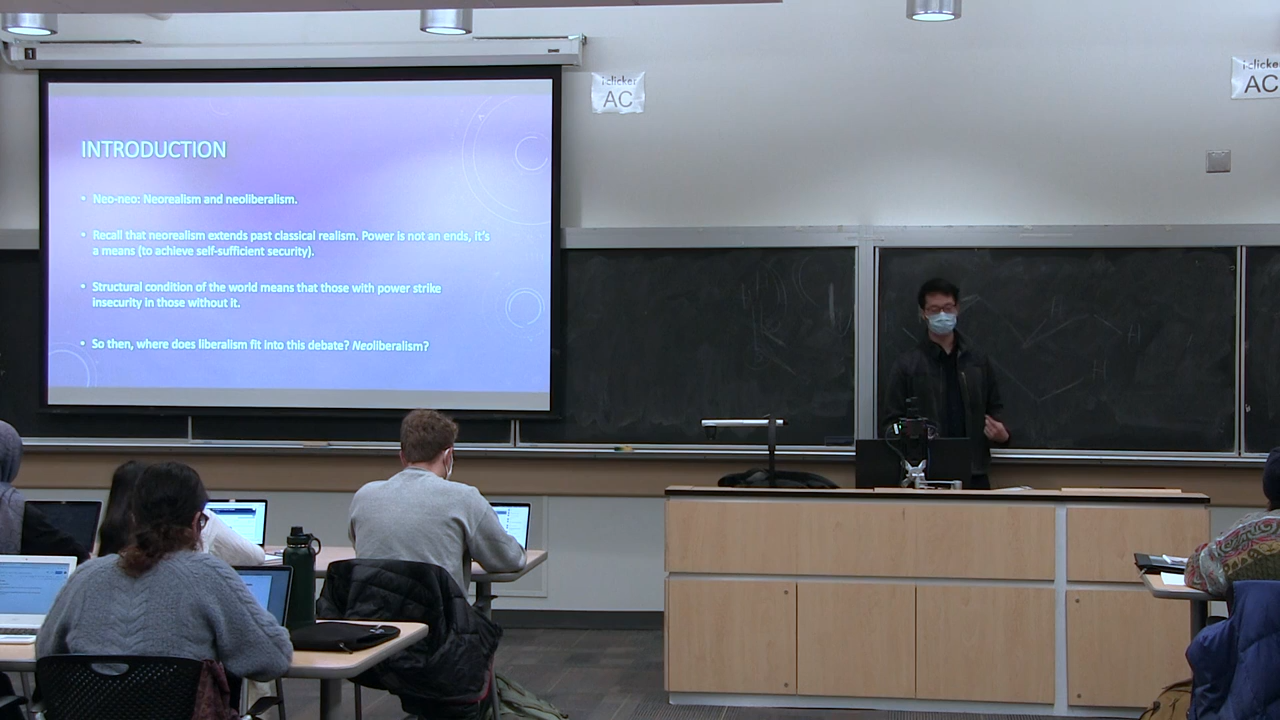 INTRODUCTION
• Neo-neo: Neorealism and neoliberalism.
• Recall that neorealism extends past classical realism. Power is not an ends, it's
a means (to achieve self-sufficient security).
• Structural condition of the world means that those with power strike
insecurity in those without it.
• So then, where does liberalism fit into this debate? Neoliberalism?
iclicker
AC
iclicke
AC
H
H
H